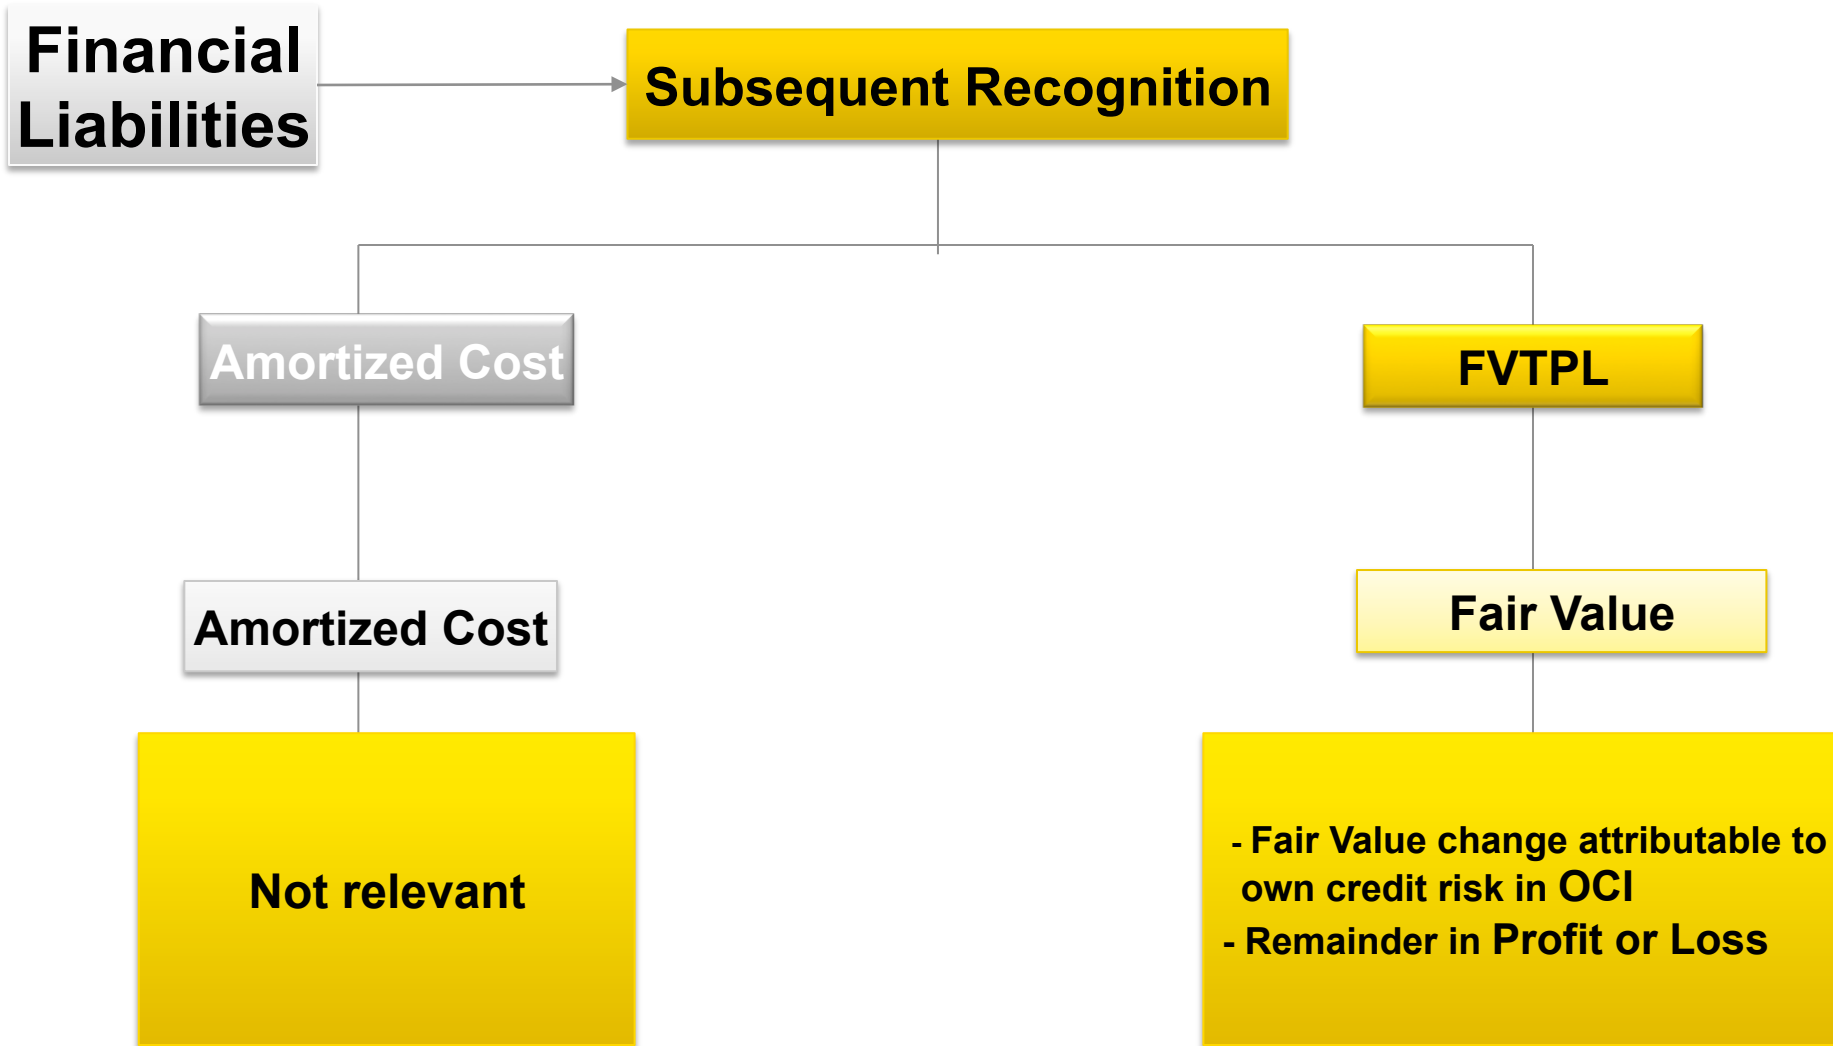 Financial
Liabilities
Subsequent Recognition
Amortized Cost
FVTPL
Amortized Cost
Fair Value
Not relevant
- Fair Value change attributable to
own credit risk in OCI
- Remainder in Profit or Loss